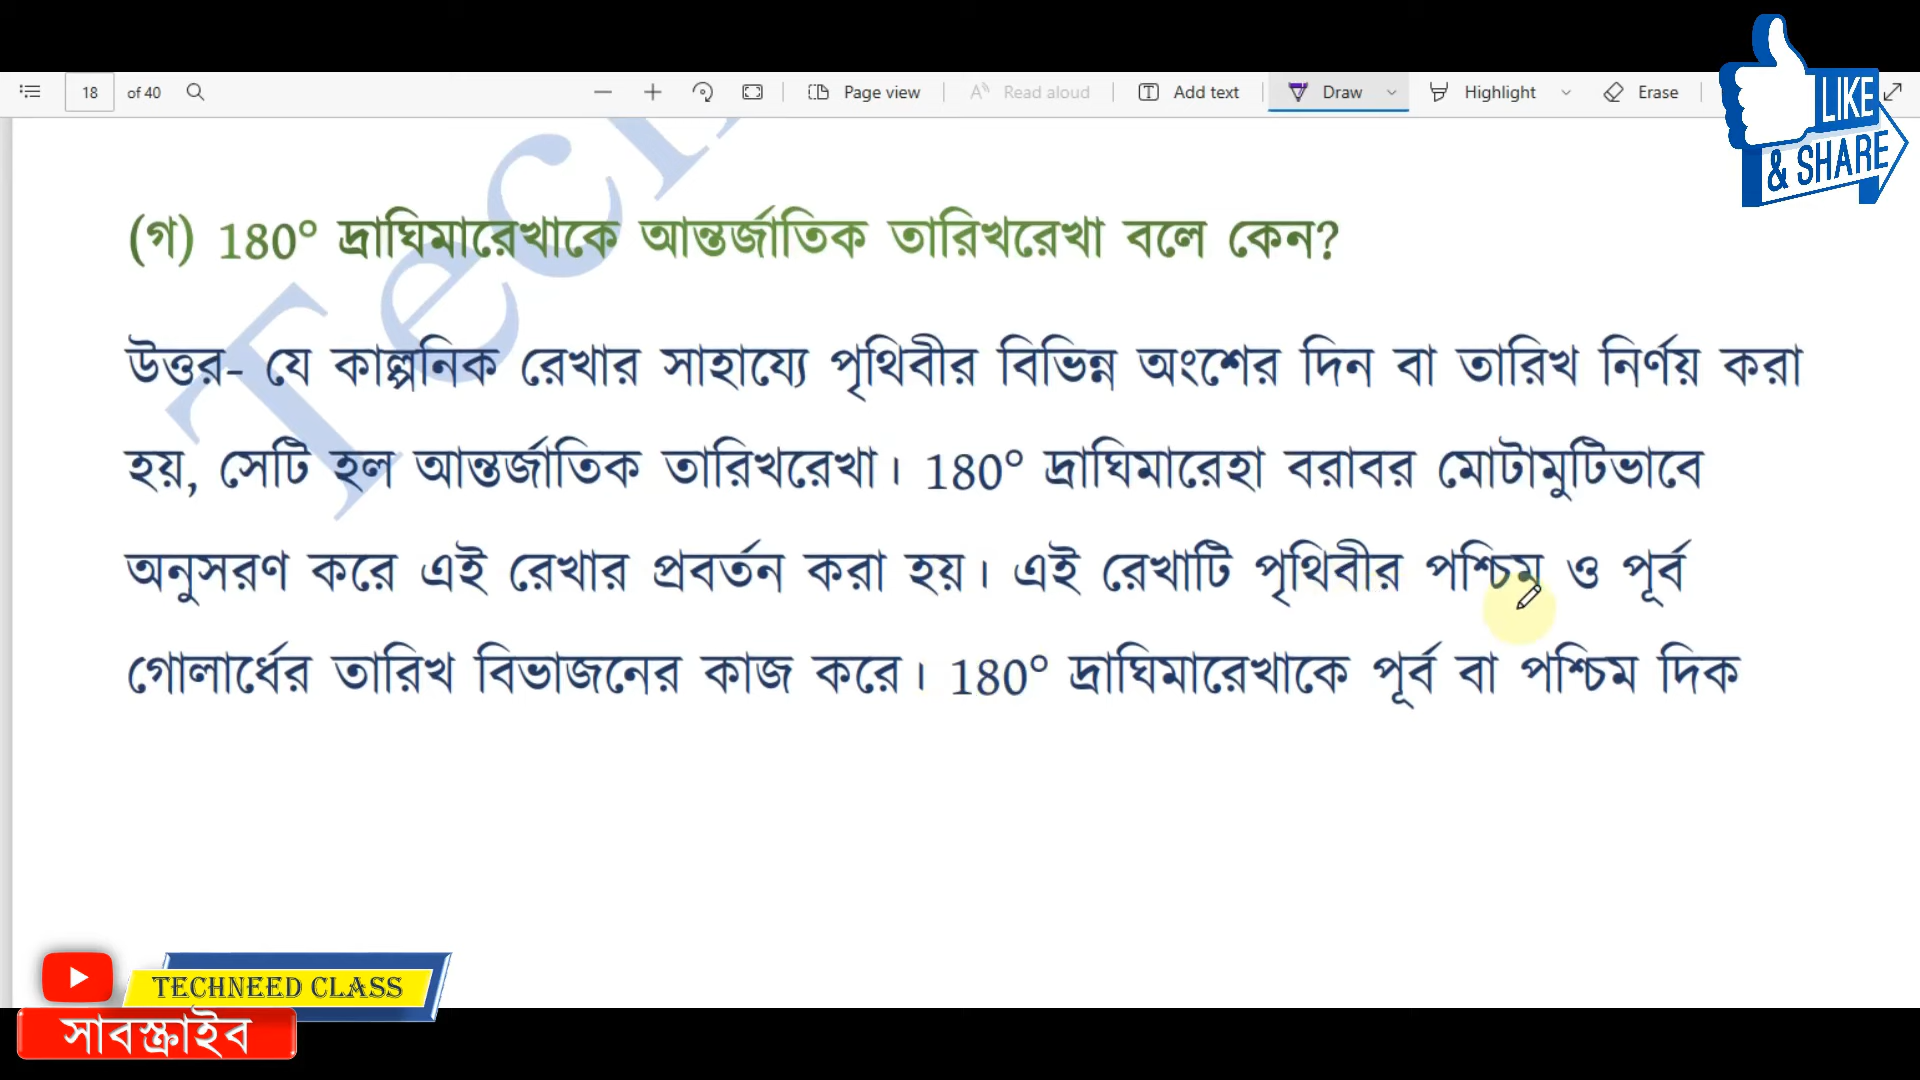 LIKE
& SHARE
18 of 40 Page view Read aloud Add text Draw Highlight Erase
Tech
(গ) 180° দ্রাঘিমারেখাকে আন্তর্জাতিক তারিখরেখা বলে কেন?
উত্তর- যে কাল্পনিক রেখার সাহায্যে পৃথিবীর বিভিন্ন অংশের দিন বা তারিখ নির্ণয় করা
হয়, সেটি হল আন্তর্জাতিক তারিখরেখা। 180° দ্রাঘিমারেহা বরাবর মোটামুটিভাবে
অনুসরণ করে এই রেখার প্রবর্তন করা হয়। এই রেখাটি পৃথিবীর পশ্চিম ও পূর্ব
গোলার্ধের তারিখ বিভাজনের কাজ করে। 180° দ্রাঘিমারেখাকে পূর্ব বা পশ্চিম দিক
TECHNEED CLASS
সাবস্ক্রাইব